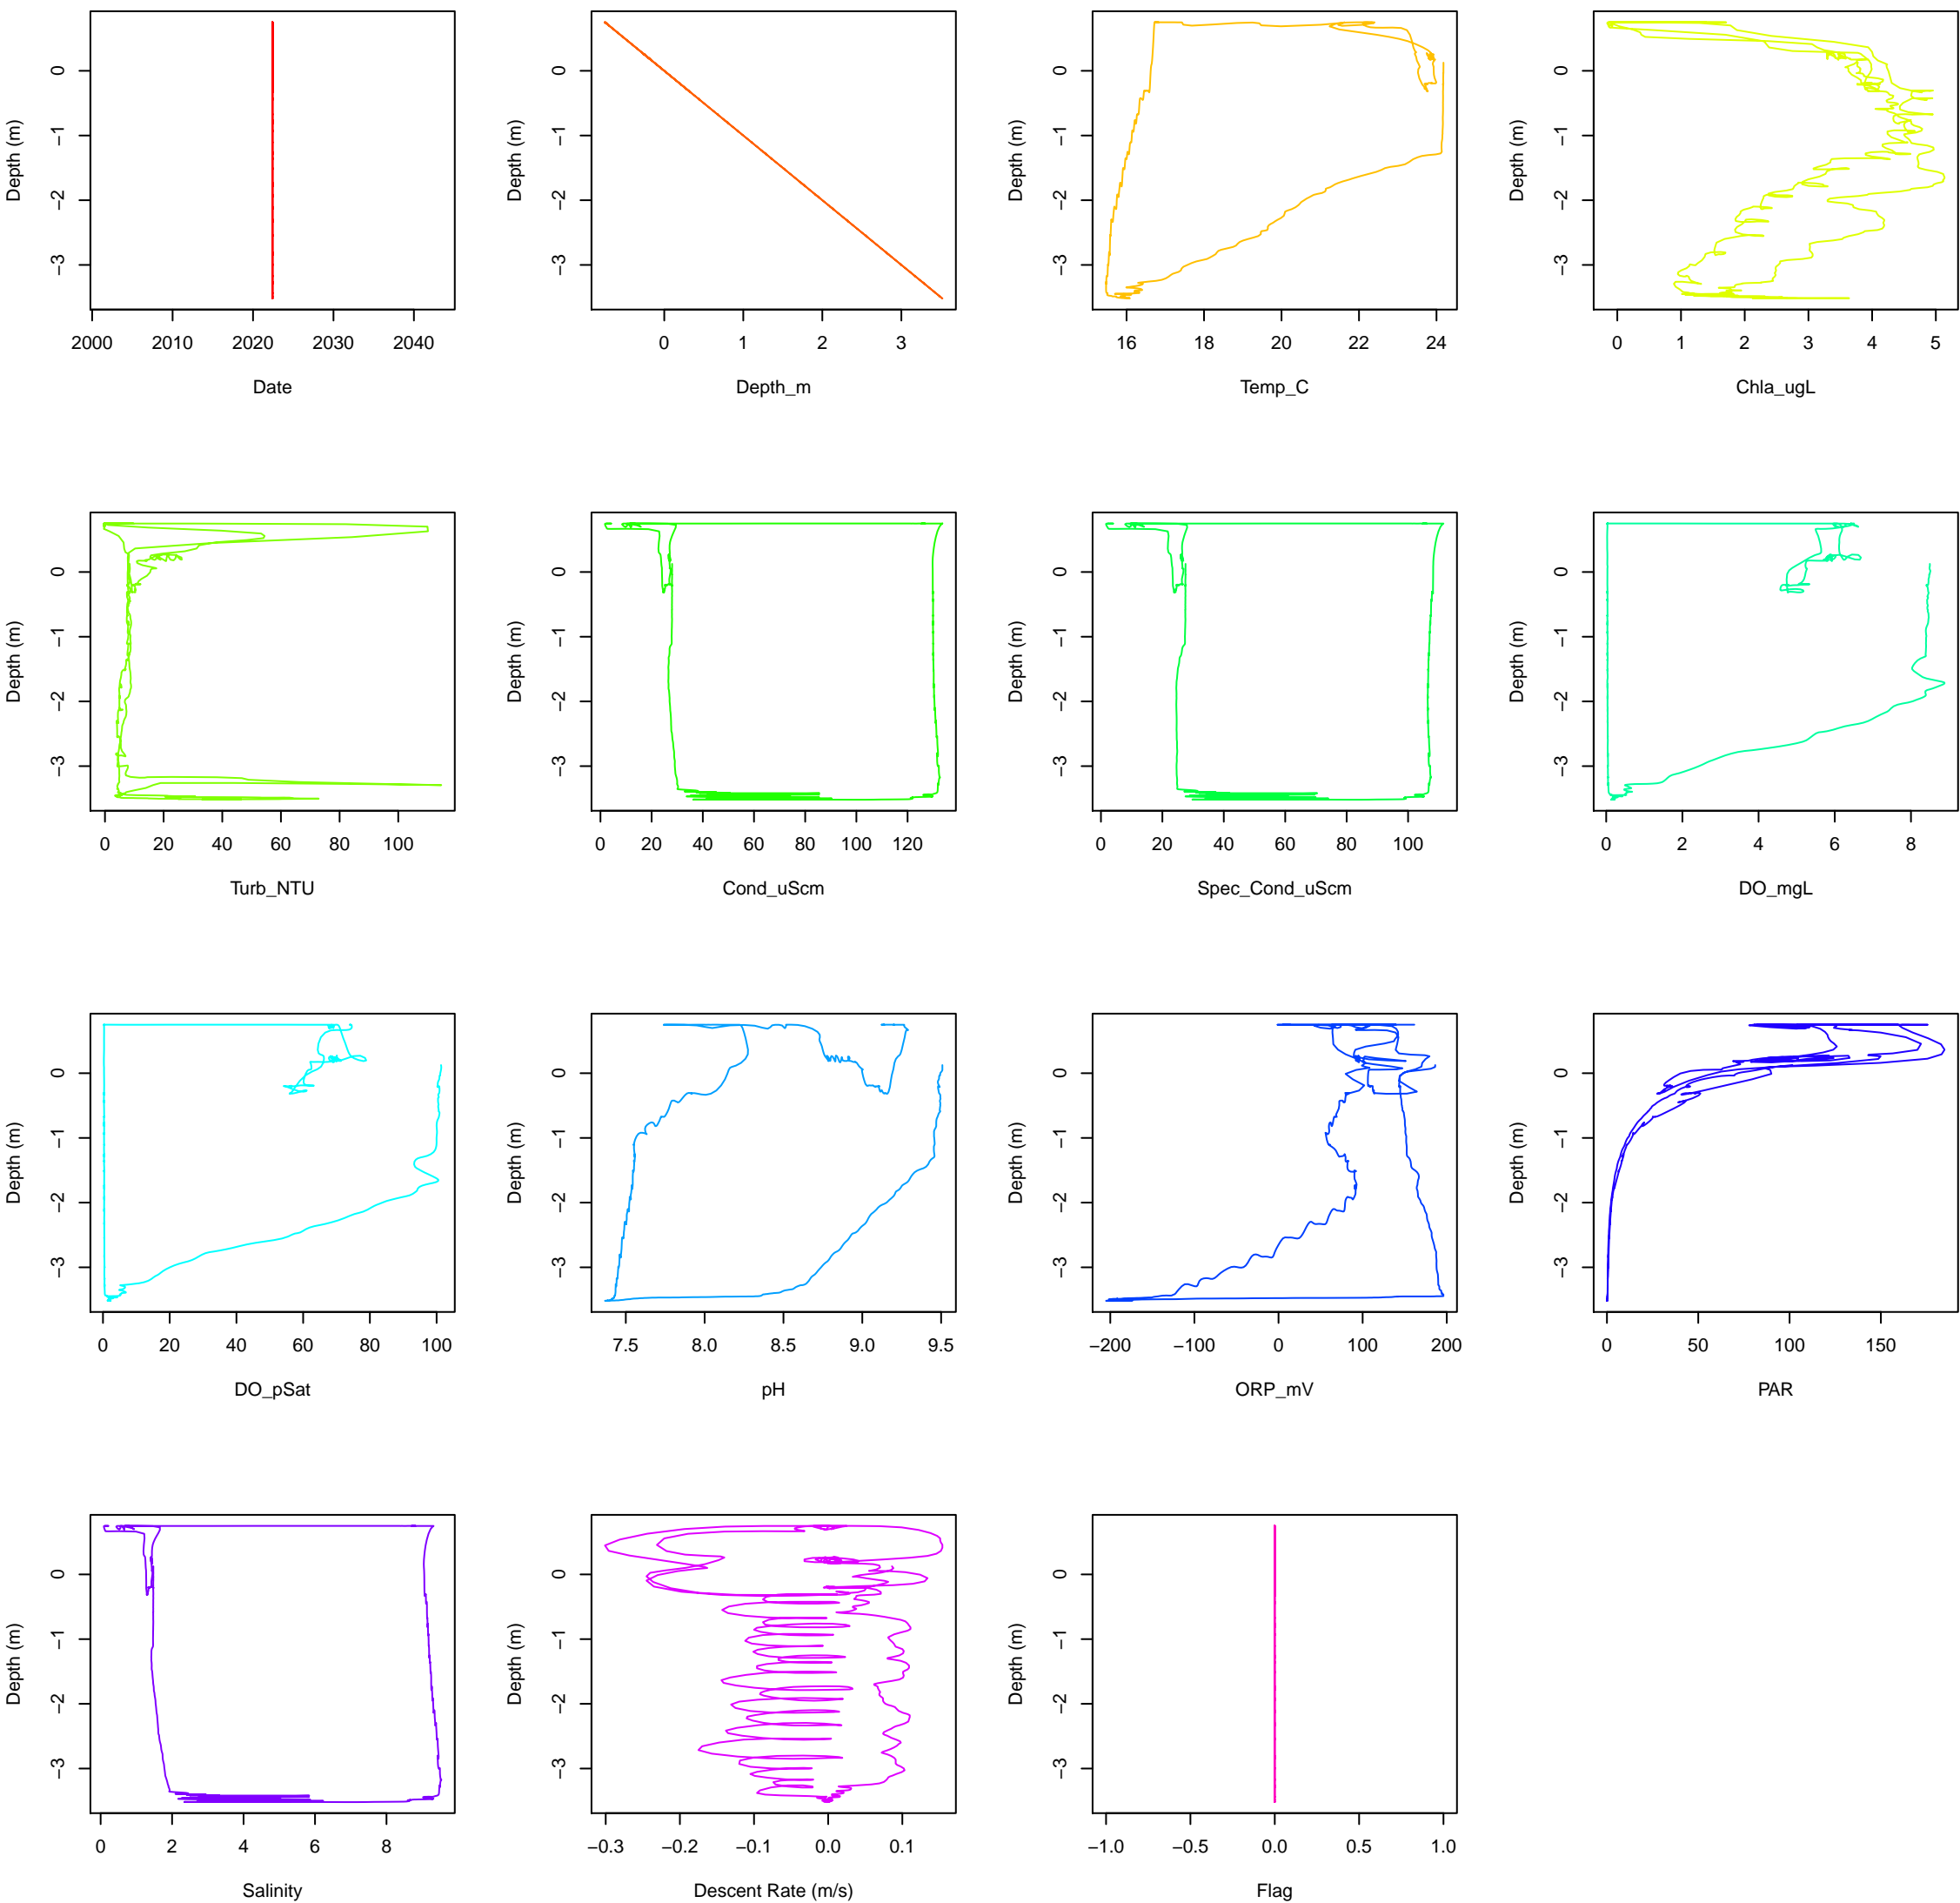 Depth (m)
0
−1
−2
−3
2000 2010 2020 2030 2040
Date
Depth (m)
0
−1
−2
−3
0 1 2 3
Depth_m
Depth (m)
0
−1
−2
−3
16 18 20 22 24
Temp_C
Depth (m)
0
−1
−2
−3
0 1 2 3 4 5
Chla_ugL
Depth (m)
0
−1
−2
−3
0 20 40 60 80 100
Turb_NTU
Depth (m)
0
−1
−2
−3
0 20 40 60 80 100 120
Cond_uScm
Depth (m)
0
−1
−2
−3
0 20 40 60 80 100
Spec_Cond_uScm
Depth (m)
0
−1
−2
−3
0 2 4 6 8
DO_mgL
Depth (m)
0
−1
−2
−3
0 20 40 60 80 100
DO_pSat
Depth (m)
0
−1
−2
−3
7.5 8.0 8.5 9.0 9.5
pH
Depth (m)
0
−1
−2
−3
−200 −100 0 100 200
ORP_mV
Depth (m)
0
−1
−2
−3
0 50 100 150
PAR
Depth (m)
0
−1
−2
−3
0 2 4 6 8
Salinity
Depth (m)
0
−1
−2
−3
−0.3 −0.2 −0.1 0.0 0.1
Descent Rate (m/s)
Depth (m)
0
−1
−2
−3
−1.0 −0.5 0.0 0.5 1.0
Flag